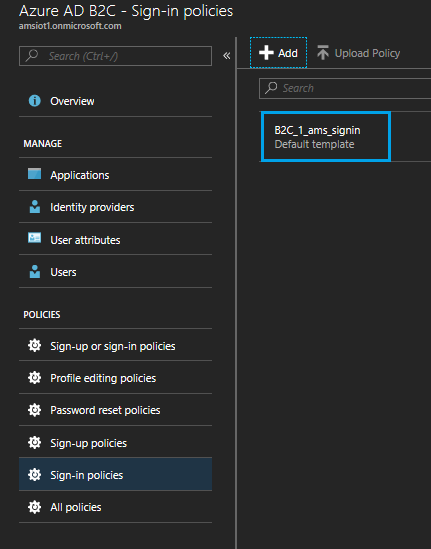 Azure AD B2C - Sign-in policies
amsiot1.onmicrosoft.com
Search (Ctrl+/)
Overview
MANAGE
Applications
Identity providers
User attributes
Users
POLICIES
Sign-up or sign-in policies
Profile editing policies
Password reset policies
Sign-up policies
Sign-in policies
All policies
Add
Upload Policy
Search
B2C_1_ams_signin
Default template